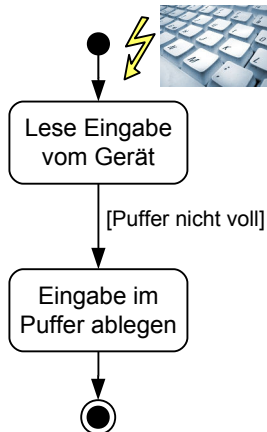 Lese Eingabe
vom Gerät
[Puffer nicht voll]
Eingabe im
Puffer ablegen